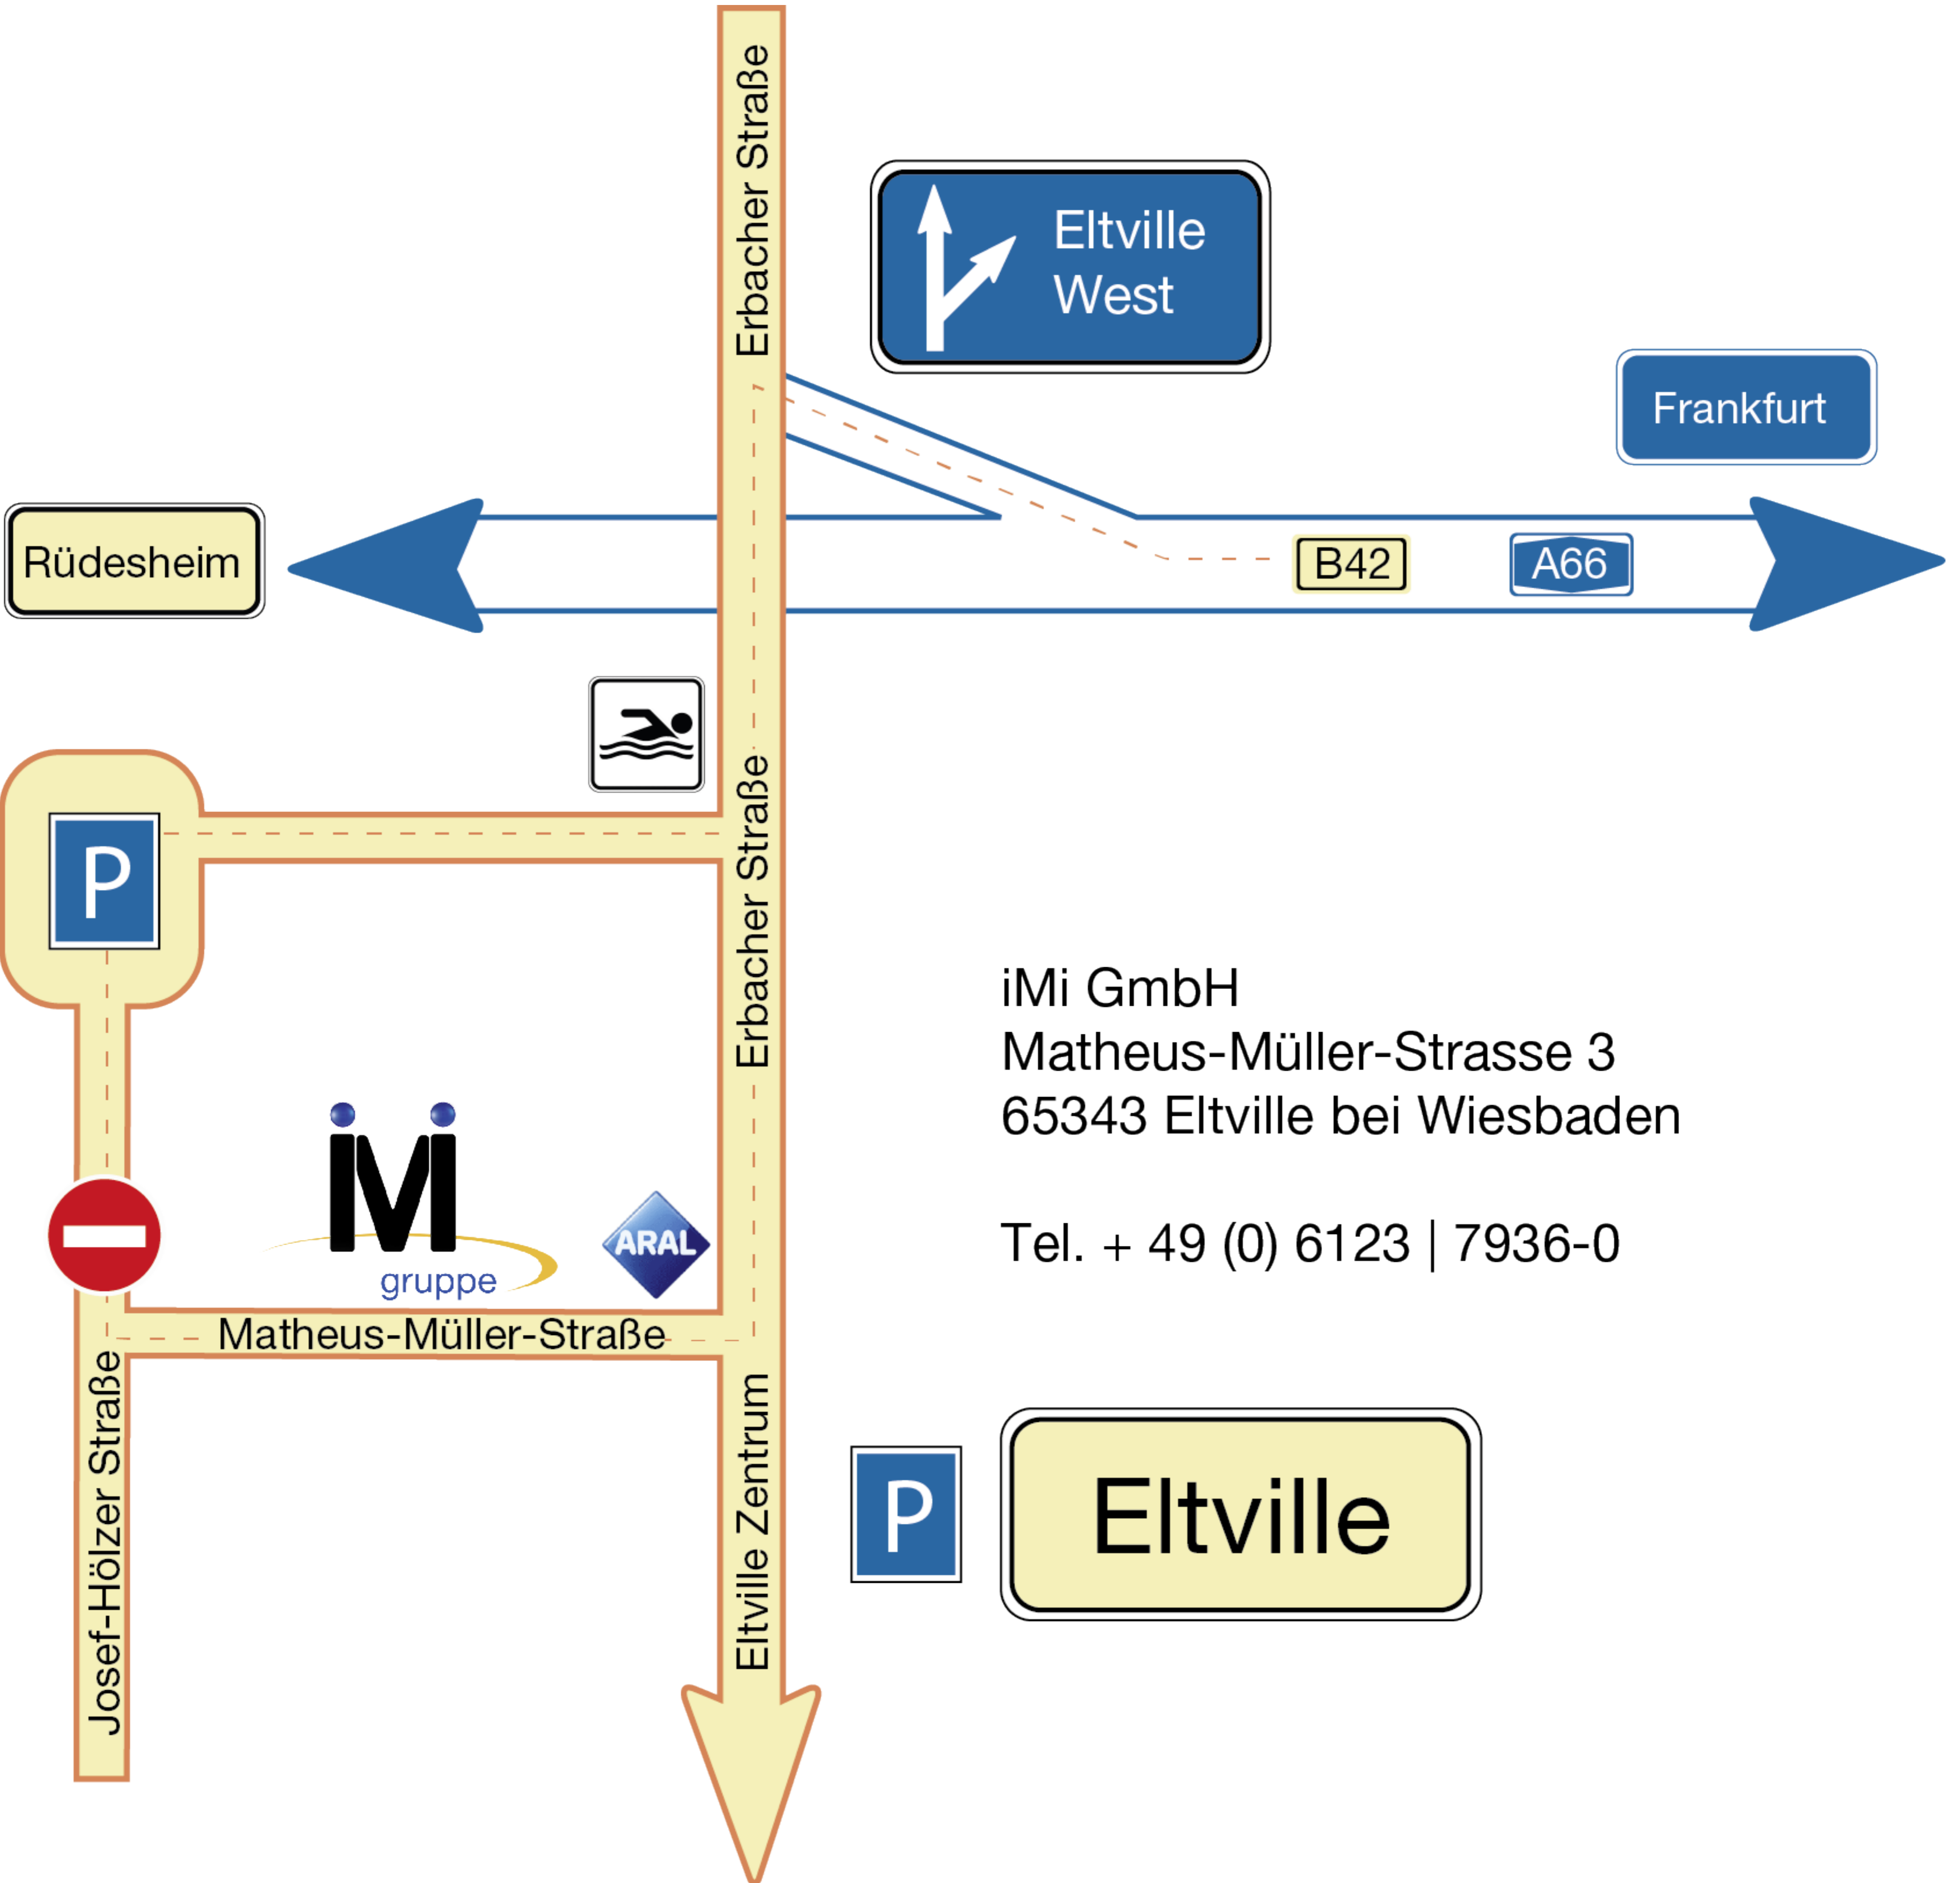 Erbacher Straße
Eltville
West
Frankfurt
Rüdesheim
B42
A66
Erbacher Straße
P
iMi GmbH
Matheus-Müller-Strasse 3
65343 Eltville bei Wiesbaden
Tel. + 49 (0) 6123 | 7936-0
iMi
gruppe
ARAL
Matheus-Müller-Straße
Josef-Hölzer Straße
Eltville Zentrum
P
Eltville